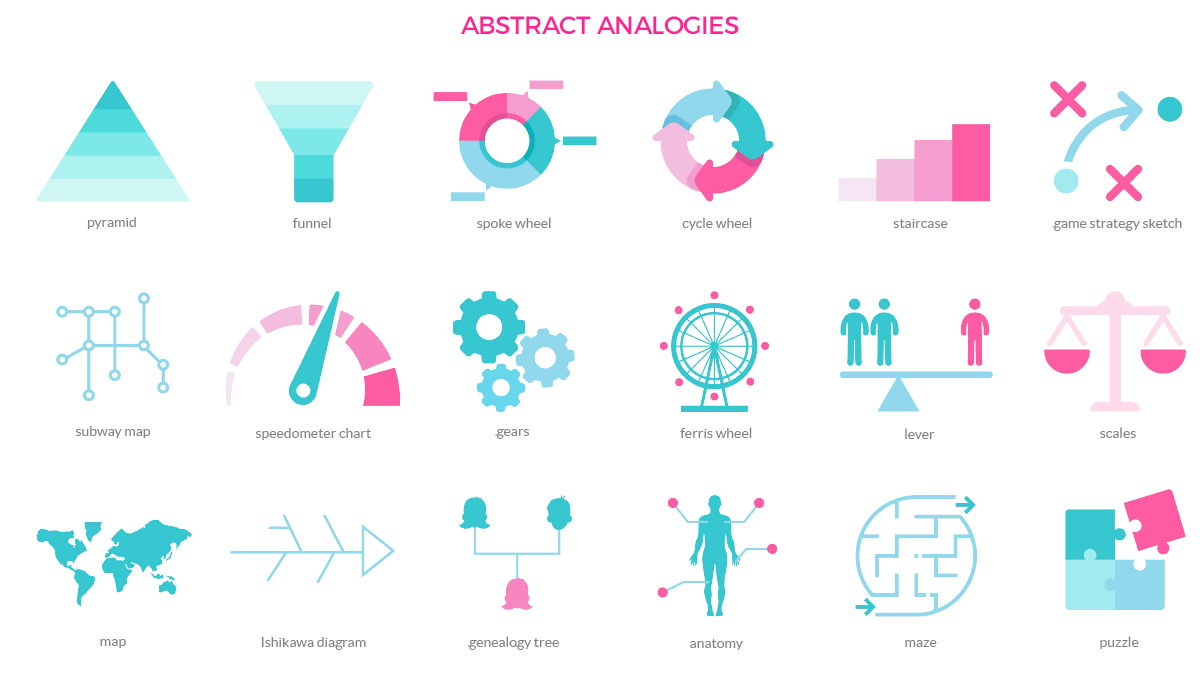 ABSTRACT ANALOGIES
pyramid
funnel
spoke wheel
cycle wheel
staircase
game strategy sketch
subway map
speedometer chart
gears
ferris wheel
lever
scales
map
Ishikawa diagram
genealogy tree
anatomy
maze
puzzle